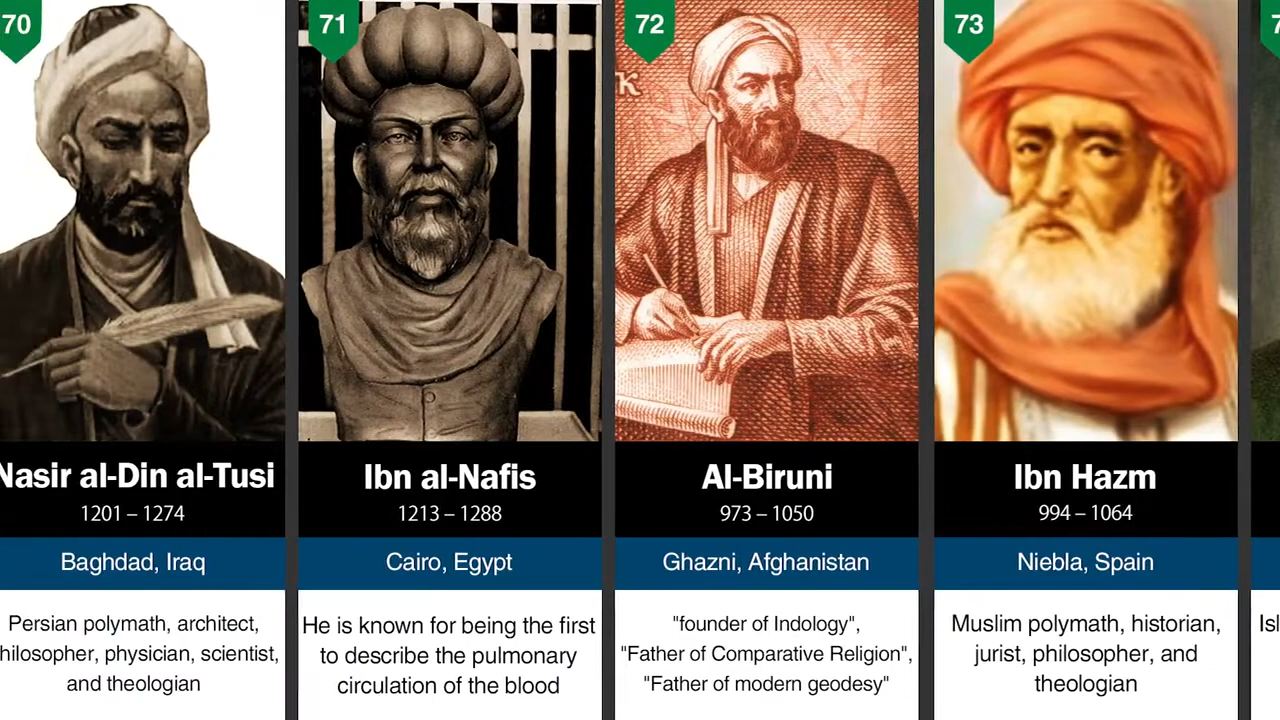 70
Nasir al-Din al-Tusi
1201 – 1274
Baghdad, Iraq
Persian polymath, architect,
hilosopher, physician, scientist,
and theologian
71
Ibn al-Nafis
1213 – 1288
Cairo, Egypt
He is known for being the first
to describe the pulmonary
circulation of the blood
72
K
Al-Biruni
973 – 1050
Ghazni, Afghanistan
"founder of Indology",
"Father of Comparative Religion",
"Father of modern geodesy"
73
Ibn Hazm
994 – 1064
Niebla, Spain
Muslim polymath, historian,
jurist, philosopher, and
theologian